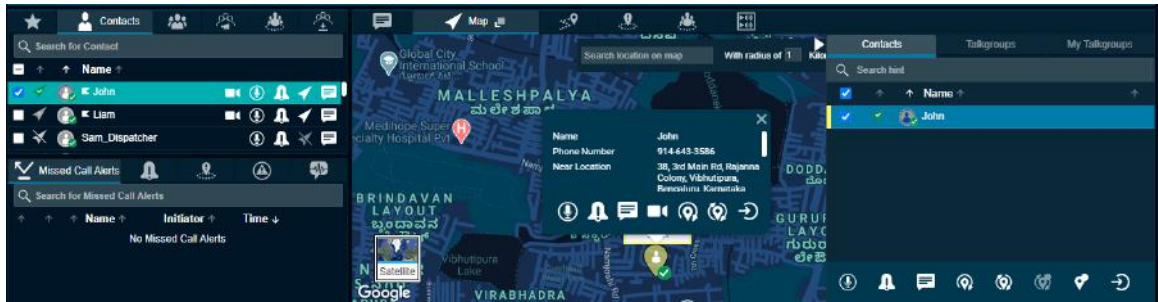 Contacts
Search for Contact
Name
John
Liam
Sam_Dispatcher
Missed Call Alerts
Search for Missed Call Alerts
Name Initiator Time
No Missed Call Alerts
Map
Global City
International School
Search location on map With radius of 1
MALLESHPALYA
Medihope Super
Hospital Pvt
BRINDAVAN
LAYOUT
ಬೃಂದಾವನ
Vibhutipura
Lake
VIRABHADRA
Satellite
Google
Name John
Phone Number 914-643-3586
Near Location 38, 3rd Main Rd, Rajanna
Colony, Vibhutipura,
Bengaluru, Karnataka
Contacts Talkgroups My Talkgroups
Search hint
Name
John